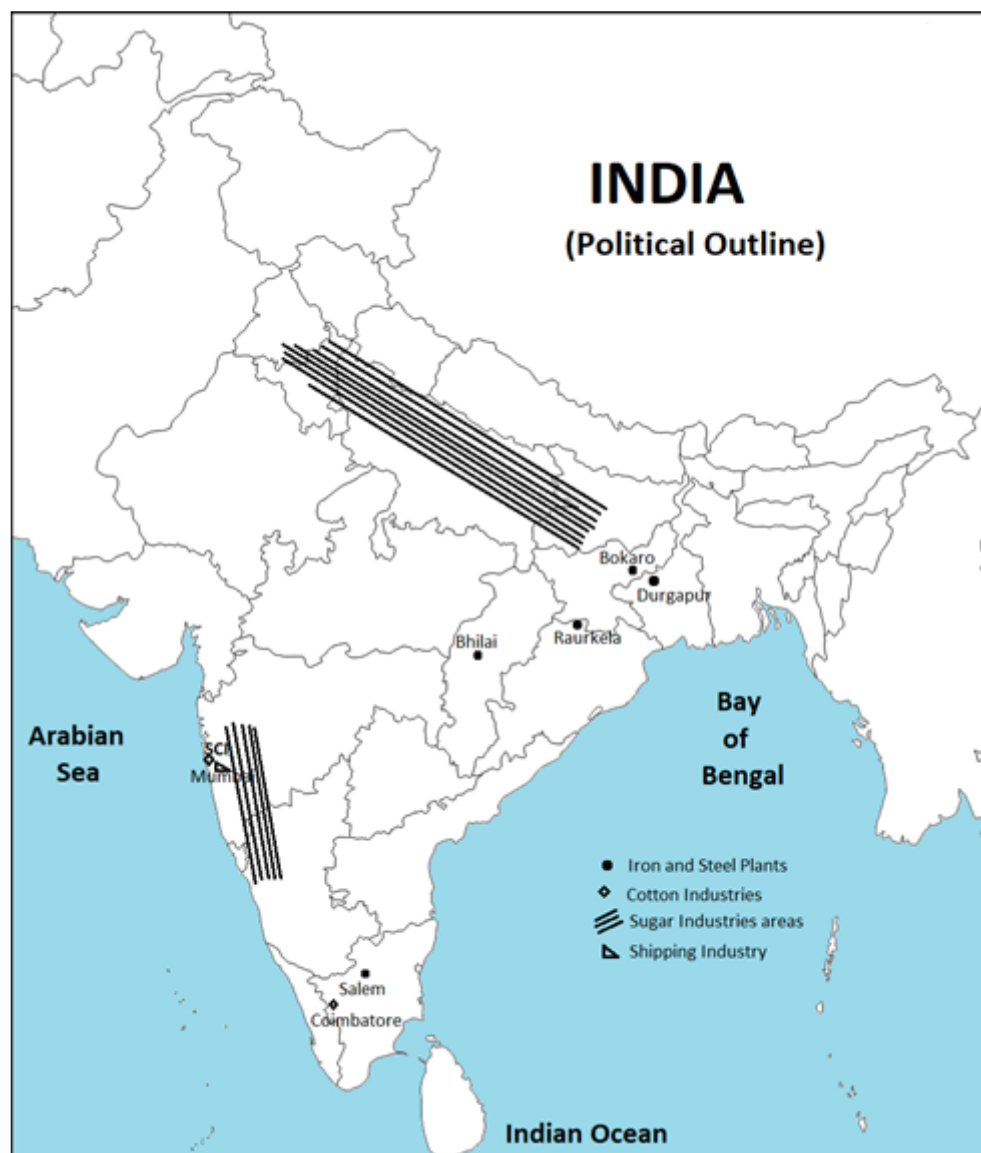 INDIA
(Political Outline)
Bokaro
Durgapur
Raurkela
Bhilai
Arabian
Sea
SCI
Mumbai
Bay
of
Bengal
Iron and Steel Plants
Cotton Industries
Sugar Industries areas
Shipping Industry
Salem
Coimbatore
Indian Ocean